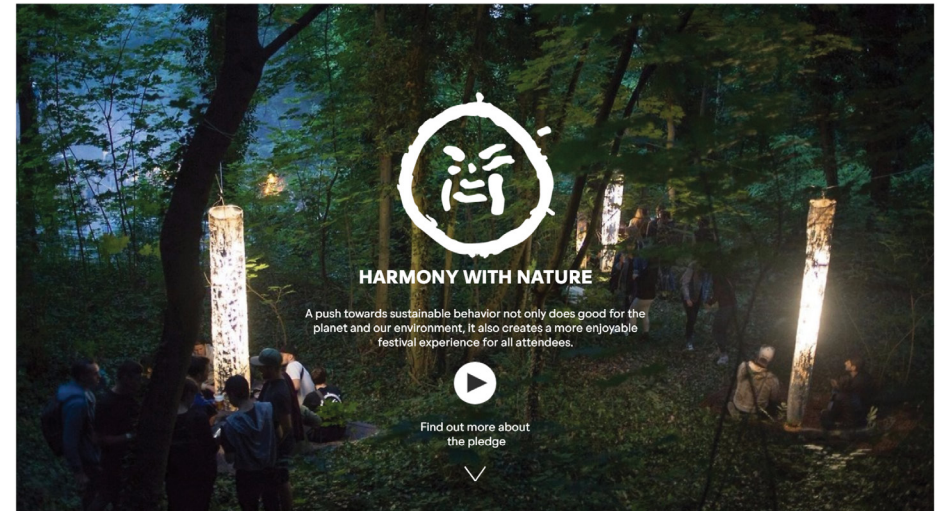 HARMONY WITH NATURE
A push towards sustainable behavior not only does good for the
planet and our environment, it also creates a more enjoyable
festival experience for all attendees.
Find out more about
the pledge